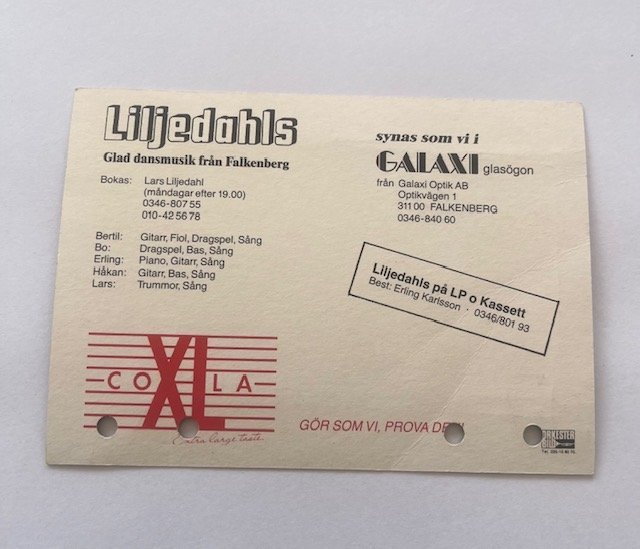 Liljedahls
Glad dansmusik från Falkenberg
Bokas: Lars Liljedahl
(måndagar efter 19.00)
0346-807 55
010-42 56 78
Bertil: Gitarr, Fiol, Dragspel, Sång
Bo: Dragspel, Bas, Sång
Erling: Piano, Gitarr, Sång
Håkan: Gitarr, Bas, Sång
Lars: Trummor, Sång
synas som vi i
GALAXI glasögon
från Galaxi Optik AB
Optikvägen 1
311 00 FALKENBERG
0346-840 60
Liljedahls på LP o Kassett
Best: Erling Karlsson · 0346/801 93
CO XL LA
Extra large taste.
GÖR SOM VI, PROVA